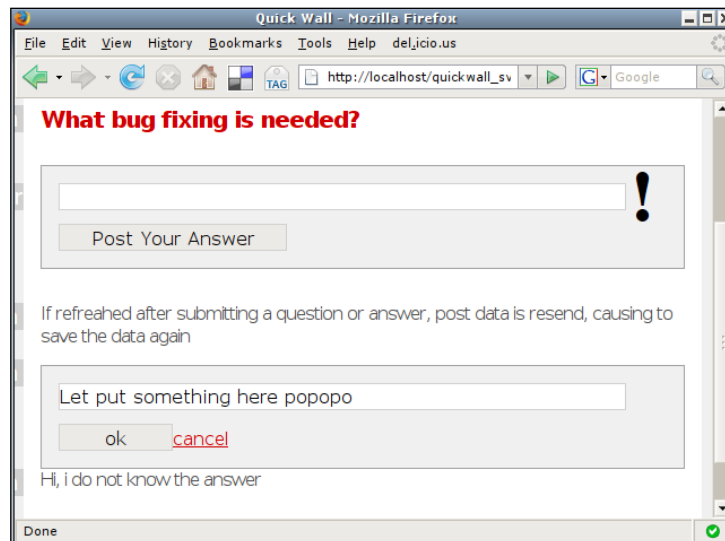 Quick Wall - Mozilla Firefox
File Edit View History Bookmarks Tools Help del.icio.us
TAG http://localhost/quickwall_sv G Google
What bug fixing is needed?
!
Post Your Answer
If refreahed after submitting a question or answer, post data is resend, causing to
save the data again
Let put something here popopo
ok cancel
Hi, i do not know the answer
Done